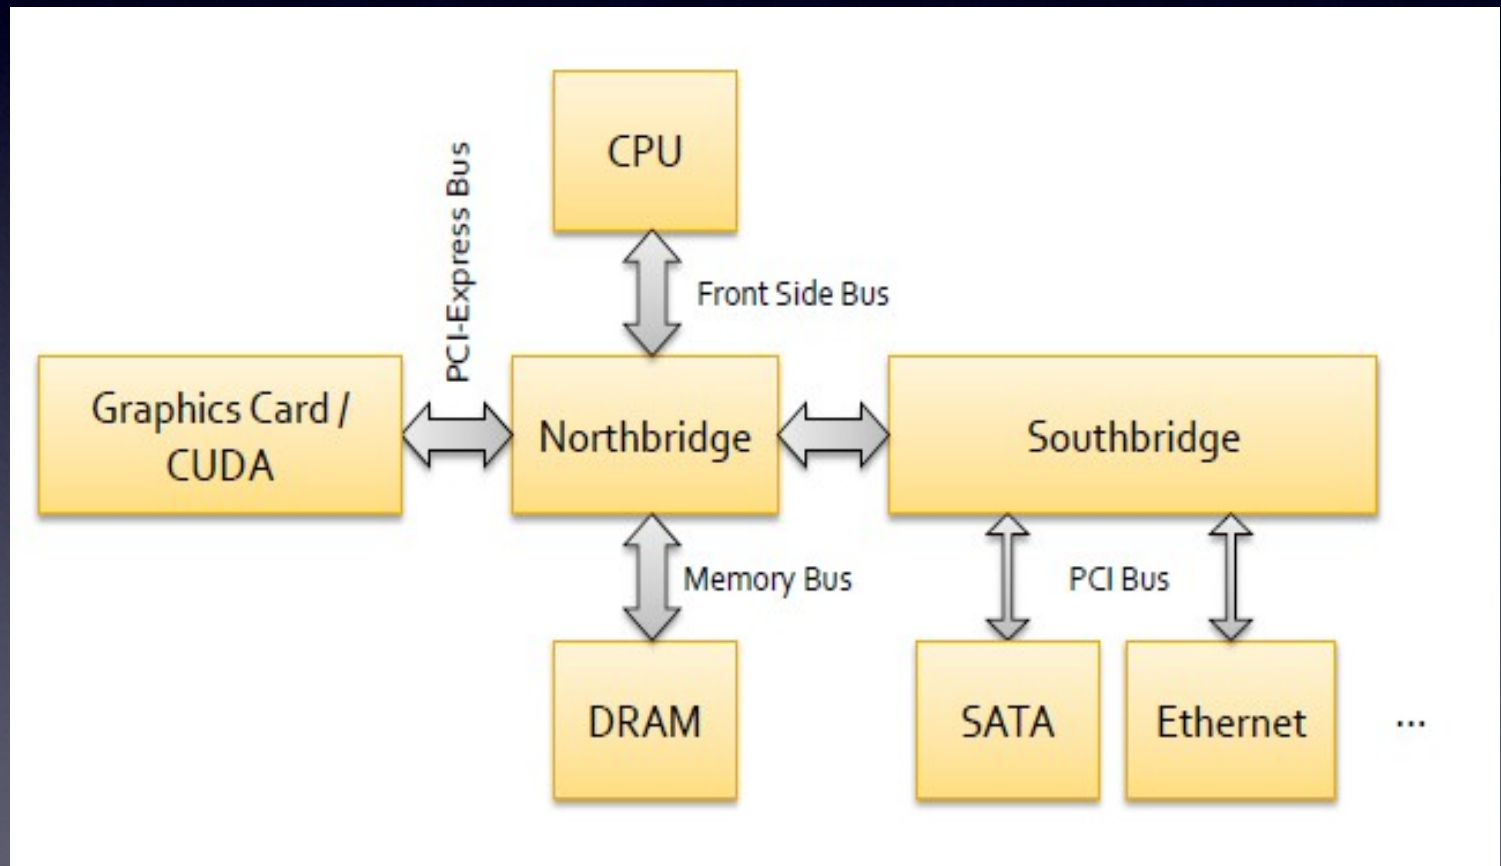 CPU
PCI-Express Bus
Front Side Bus
Graphics Card /
CUDA
Northbridge
Southbridge
Memory Bus
PCI Bus
DRAM
SATA
Ethernet
...